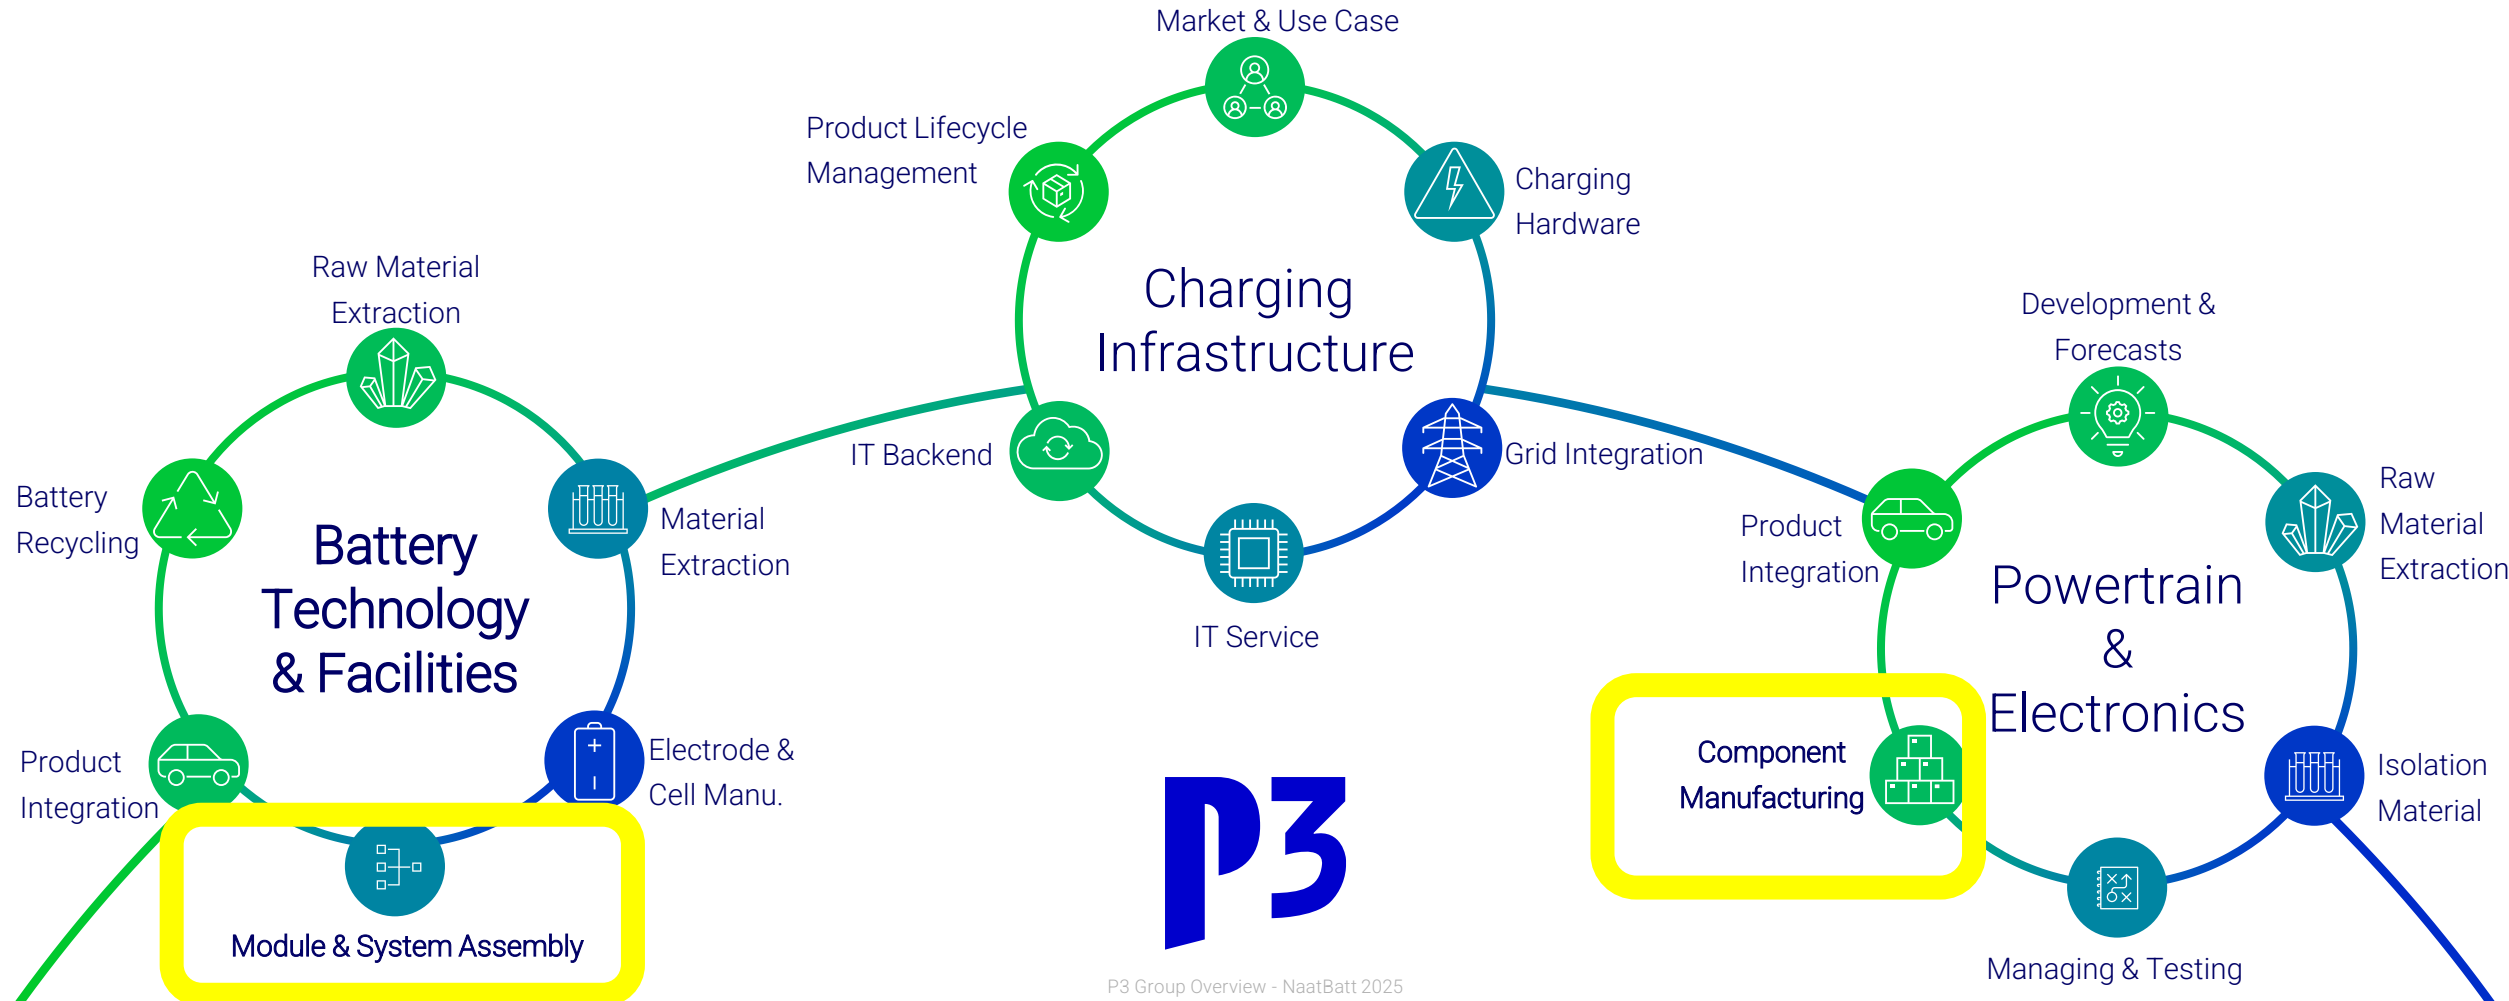 Market & Use Case
Product Lifecycle
Management
Charging
Hardware
Charging
Infrastructure
IT Backend
Grid Integration
IT Service
Raw Material
Extraction
Battery
Recycling
Material
Extraction
Battery
Technology
& Facilities
Product
Integration
Electrode &
Cell Manu.
Module & System Assembly
Development &
Forecasts
Product
Integration
Raw
Material
Extraction
Powertrain
&
Electronics
Component
Manufacturing
Isolation
Material
Managing & Testing
P3
P3 Group Overview - NaatBatt 2025